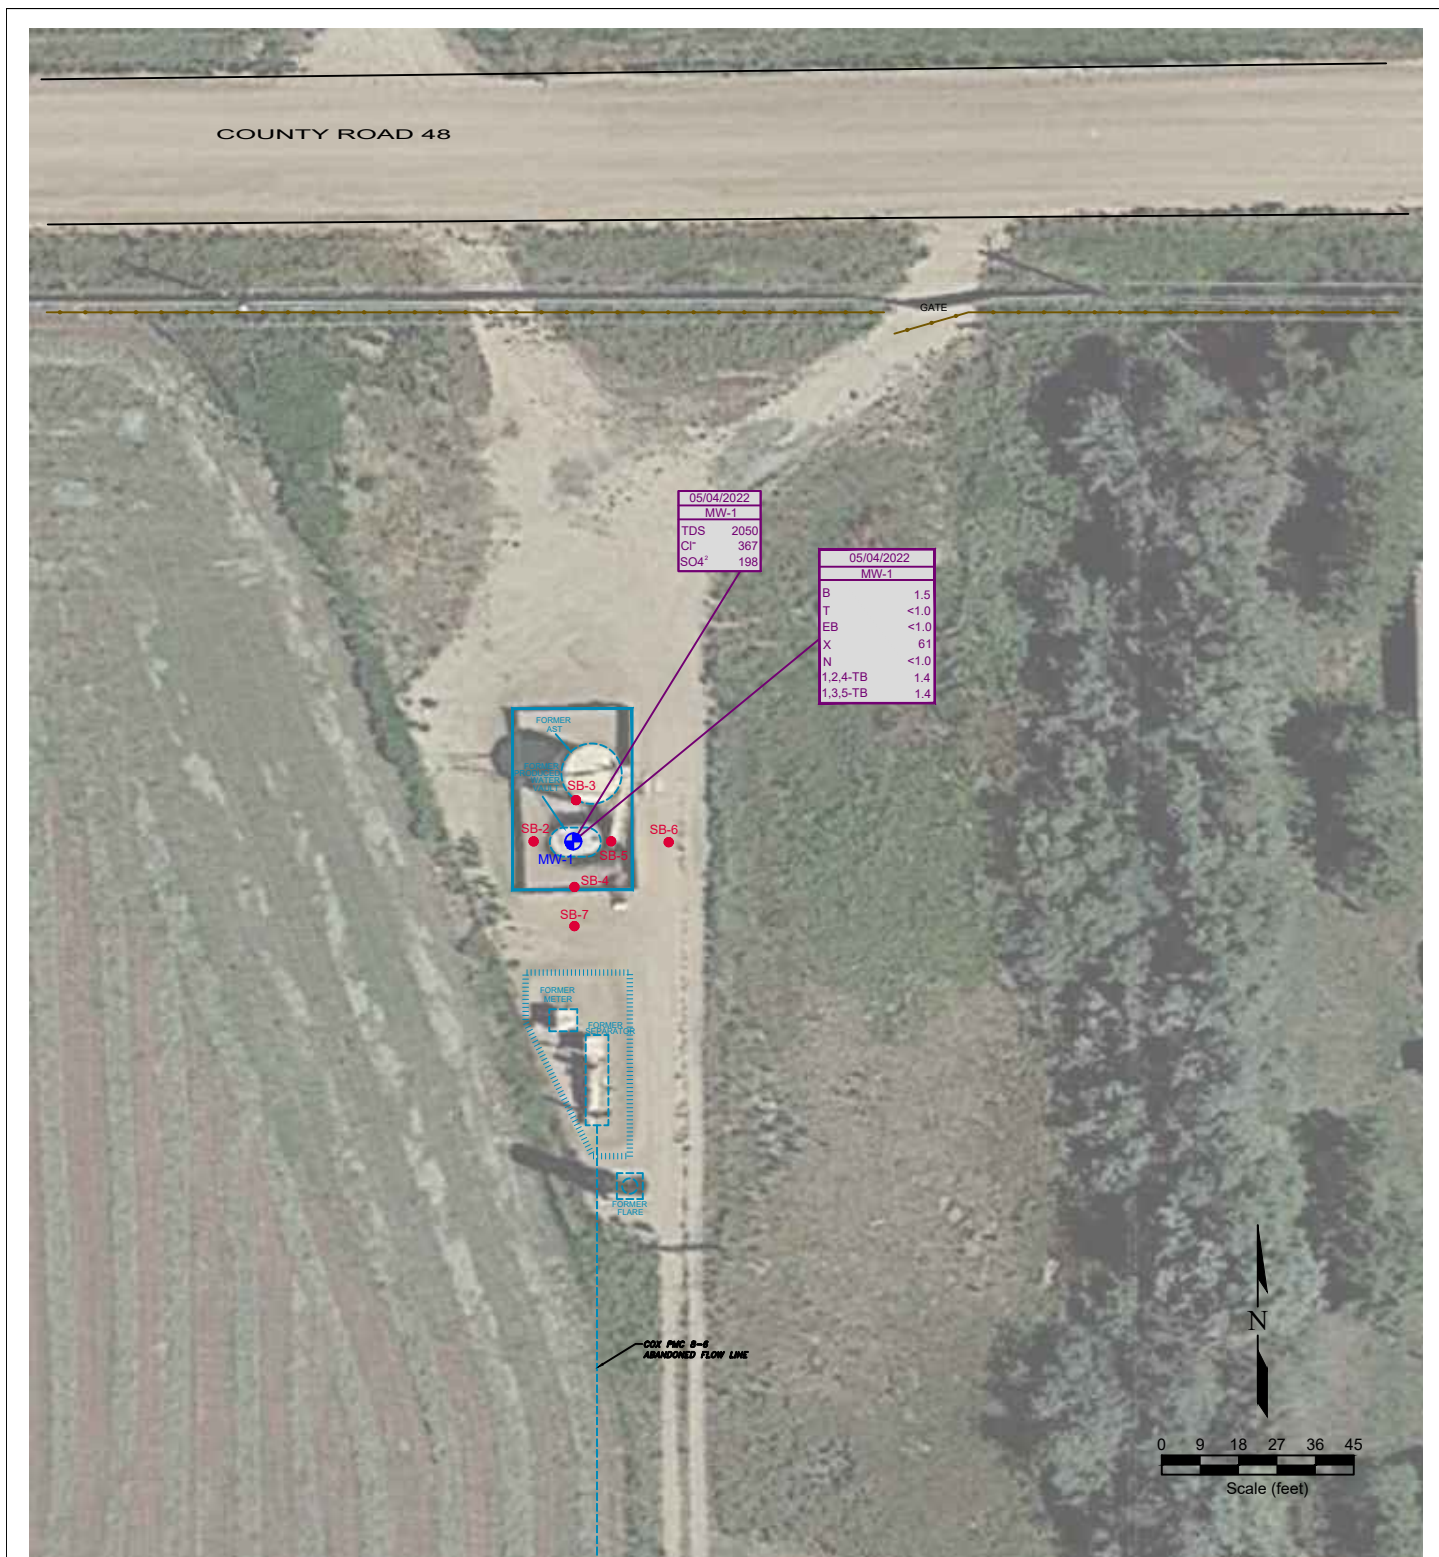 COUNTY ROAD 48
GATE
05/04/2022
MW-1
TDS 2050
Cl⁻ 367
SO4² 198
05/04/2022
MW-1
B 1.5
T <1.0
EB <1.0
X 61
N <1.0
1,2,4-TB 1.4
1,3,5-TB 1.4
FORMER
AST
FORMER
PRODUCED
WATER
SB-3
SB-2
SB-6
MW-1
SB-5
SB-4
SB-7
FORMER
METER
FORMER
SEPARATOR
FORMER
FLARE
COX PMC 8-6
ABANDONED FLOW LINE
N
0 9 18 27 36 45
Scale (feet)